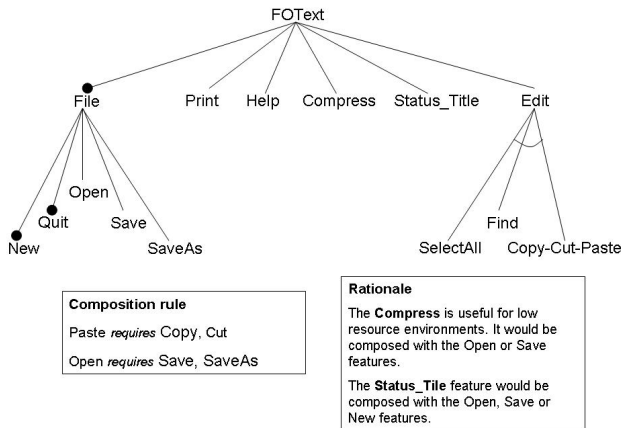 FOText
File
Print
Help
Compress
Status_Title
Edit
Open
Quit
Save
New
SaveAs
Find
SelectAll
Copy-Cut-Paste
Composition rule
Paste requires Copy, Cut
Open requires Save, SaveAs
Rationale
The Compress is useful for low
resource environments. It would be
composed with the Open or Save
features.
The Status_Tile feature would be
composed with the Open, Save or
New features.